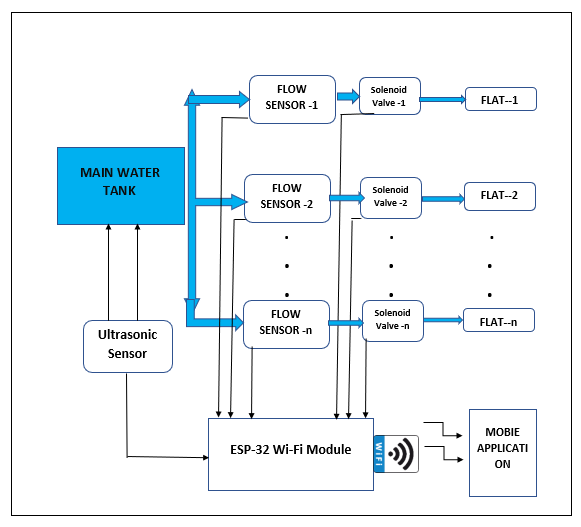 FLOW
SENSOR -1
Solenoid
Valve -1
FLAT--1
MAIN WATER
TANK
FLOW
SENSOR -2
Solenoid
Valve -2
FLAT--2
FLOW
SENSOR -n
Solenoid
Valve -n
FLAT--n
Ultrasonic
Sensor
ESP-32 Wi-Fi Module
WiFi
MOBIE
APPLICATI
ON